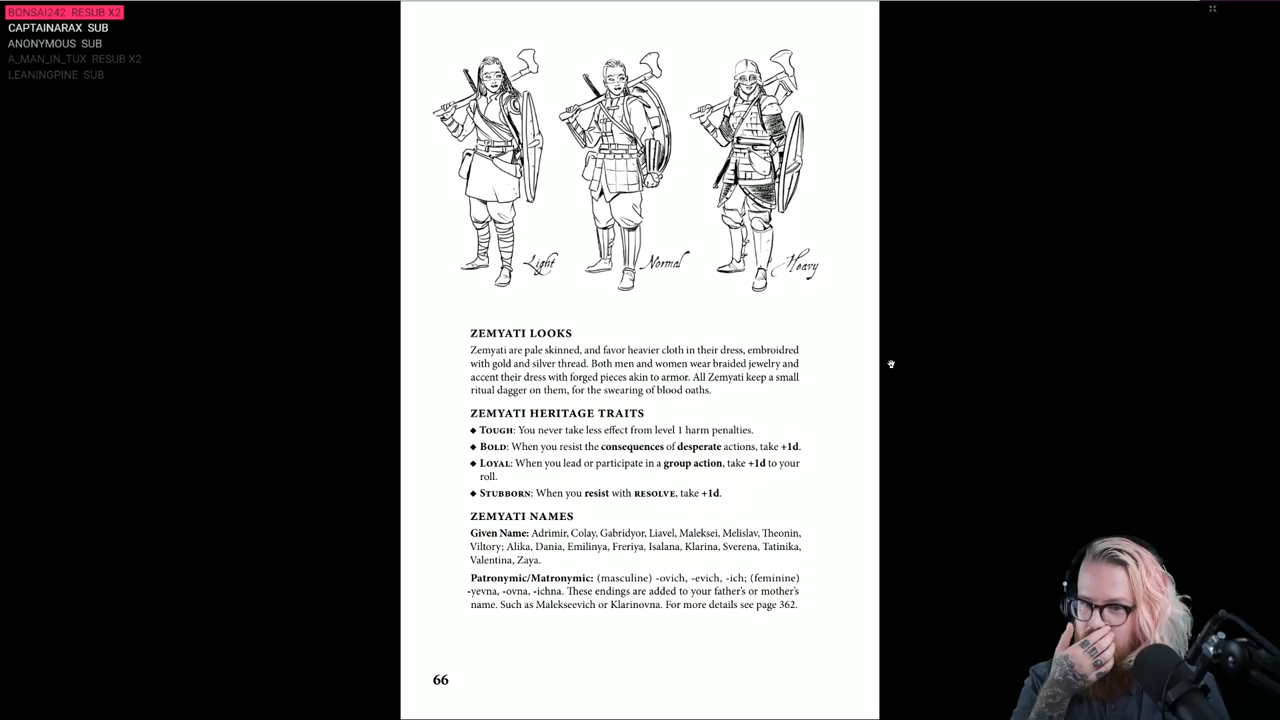 BONSAI242 RESUB X2
CAPTAINARAX SUB
ANONYMOUS SUB
A_MAN_IN_TUX RESUB X2
LEANINGPINE SUB
Light
Normal
Heavy
ZEMYATI LOOKS
Zemyati are pale skinned, and favor heavier cloth in their dress, embroidred
with gold and silver thread. Both men and women wear braided jewelry and
accent their dress with forged pieces akin to armor. All Zemyati keep a small
ritual dagger on them, for the swearing of blood oaths.
ZEMYATI HERITAGE TRAITS
◆ TOUGH: You never take less effect from level 1 harm penalties.
◆ BOLD: When you resist the consequences of desperate actions, take +1d.
◆ LOYAL: When you lead or participate in a group action, take +1d to your
roll.
◆ STUBBORN: When you resist with RESOLVE, take +1d.
ZEMYATI NAMES
Given Name: Adrimir, Colay, Gabridyor, Liavel, Maleksei, Melislav, Theonin,
Viltory; Alika, Dania, Emilinya, Freriya, Isalana, Klarina, Sverena, Tatinika,
Valentina, Zaya.
Patronymic/Matronymic: (masculine) -ovich, -evich, -ich; (feminine)
-yevna, -ovna, -ichna. These endings are added to your father's or mother's
name. Such as Malekseevich or Klarinovna. For more details see page 362.
66